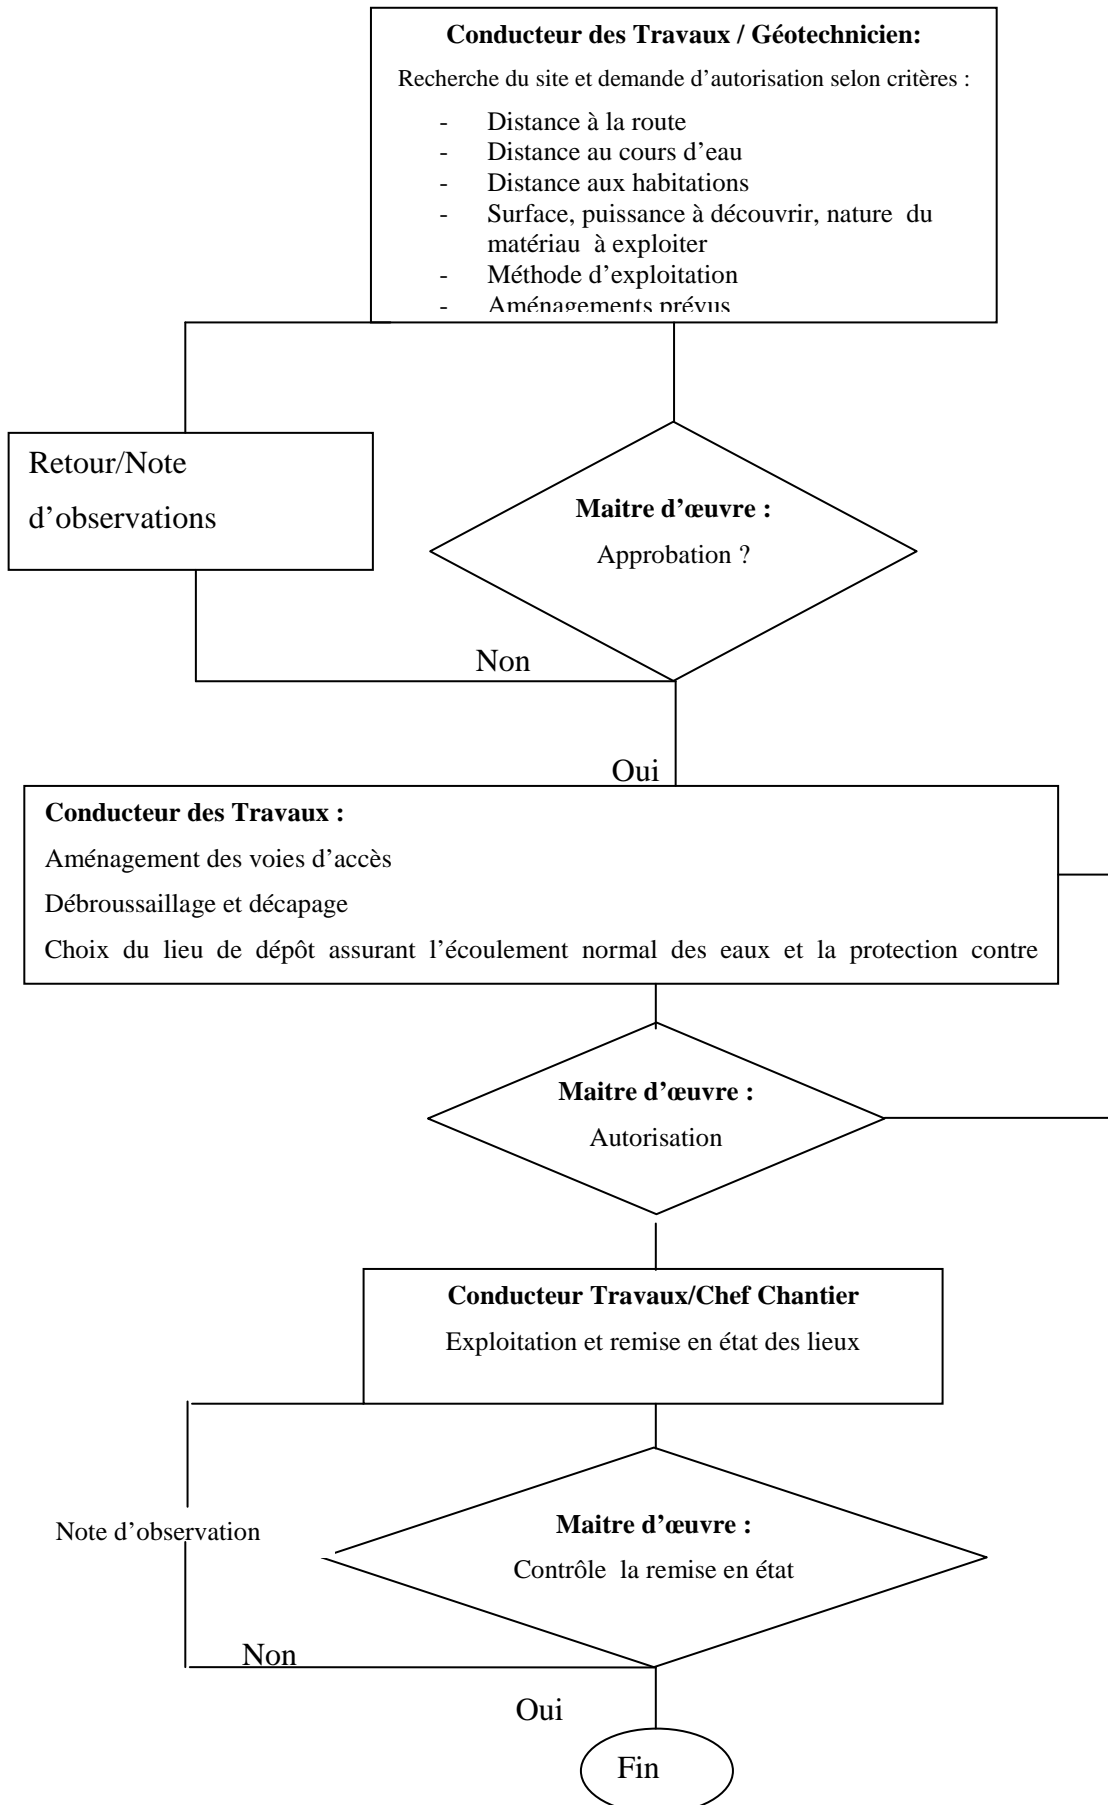 Conducteur des Travaux / Géotechnicien:
Recherche du site et demande d’autorisation selon critères :
- Distance à la route
- Distance au cours d’eau
- Distance aux habitations
- Surface, puissance à découvrir, nature du
matériau à exploiter
- Méthode d’exploitation
- Aménagements prévus
Retour/Note
d’observations
Maitre d’œuvre :
Approbation ?
Non
Oui
Conducteur des Travaux :
Aménagement des voies d’accès
Débroussaillage et décapage
Choix du lieu de dépôt assurant l’écoulement normal des eaux et la protection contre
Maitre d’œuvre :
Autorisation
Conducteur Travaux/Chef Chantier
Exploitation et remise en état des lieux
Note d’observation
Maitre d’œuvre :
Contrôle la remise en état
Non
Oui
Fin